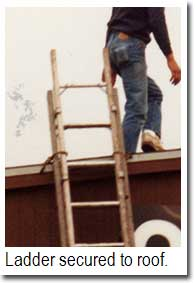 Ladder secured to roof.